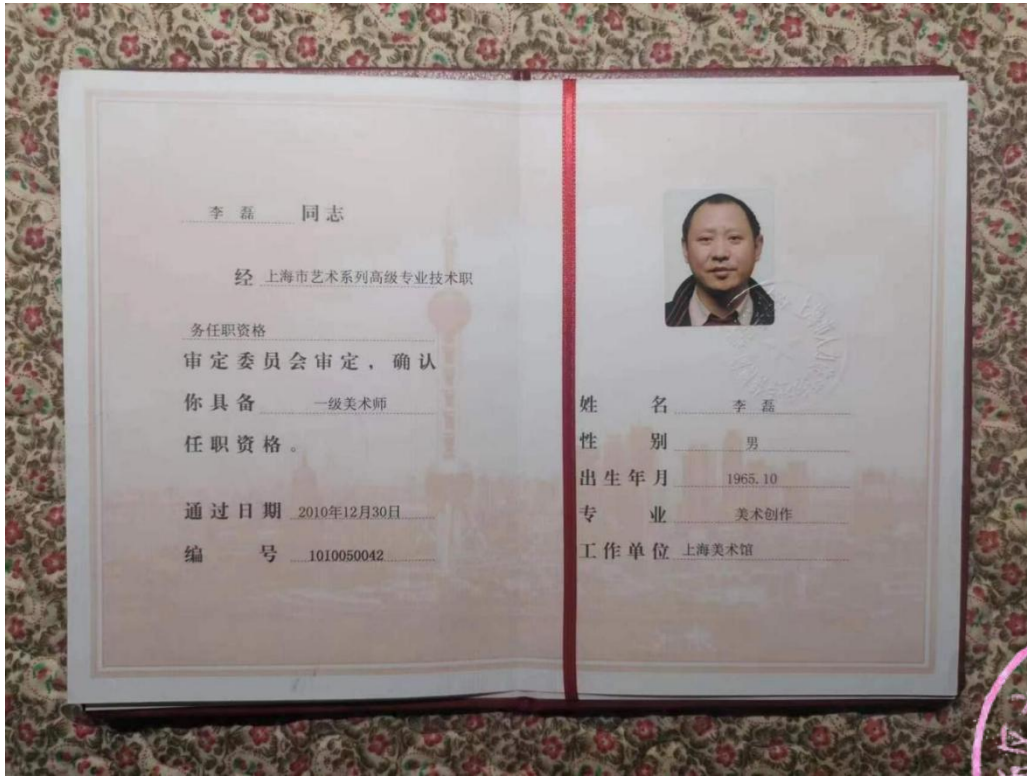 李 磊 同志
经 上海市艺术系列高级专业技术职
务任职资格
审定委员会审定，确认
你具备 一级美术师
任职资格。
通过日期 2010年12月30日
编 号 1010050042
姓 名 李 磊
性 别 男
出生年月 1965.10
专 业 美术创作
工作单位 上海美术馆